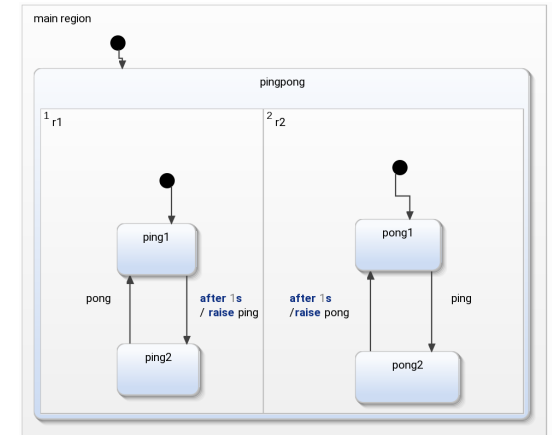 main region
pingpong
1 r1
2 r2
ping1
pong
after 1s
/ raise ping
ping2
pong1
after 1s
/raise pong
ping
pong2